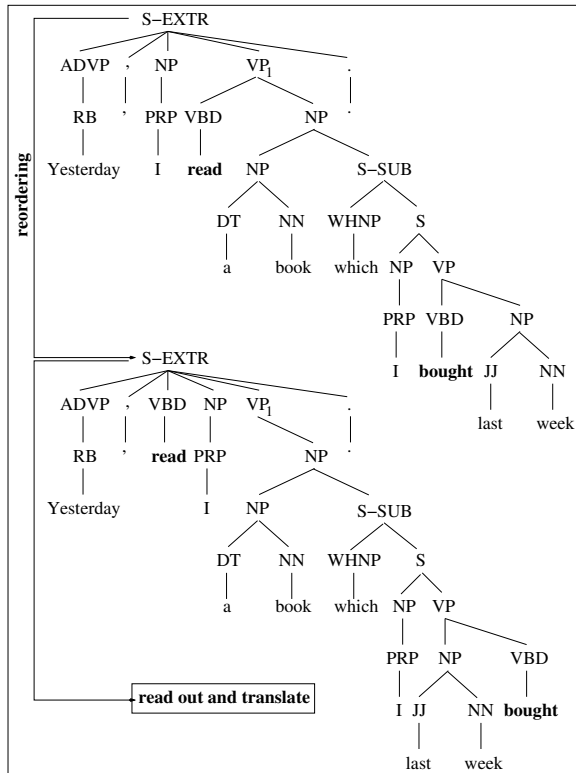 S–EXTR
ADVP , NP VP1 .
RB , PRP VBD NP .
Yesterday I read NP S–SUB
DT NN WHNP S
a book which NP VP
PRP VBD NP
I bought JJ NN
last week
reordering
S–EXTR
ADVP , VBD NP VP1 .
RB , read PRP NP .
Yesterday I NP S–SUB
DT NN WHNP S
a book which NP VP
PRP NP VBD
read out and translate I JJ NN bought
last week